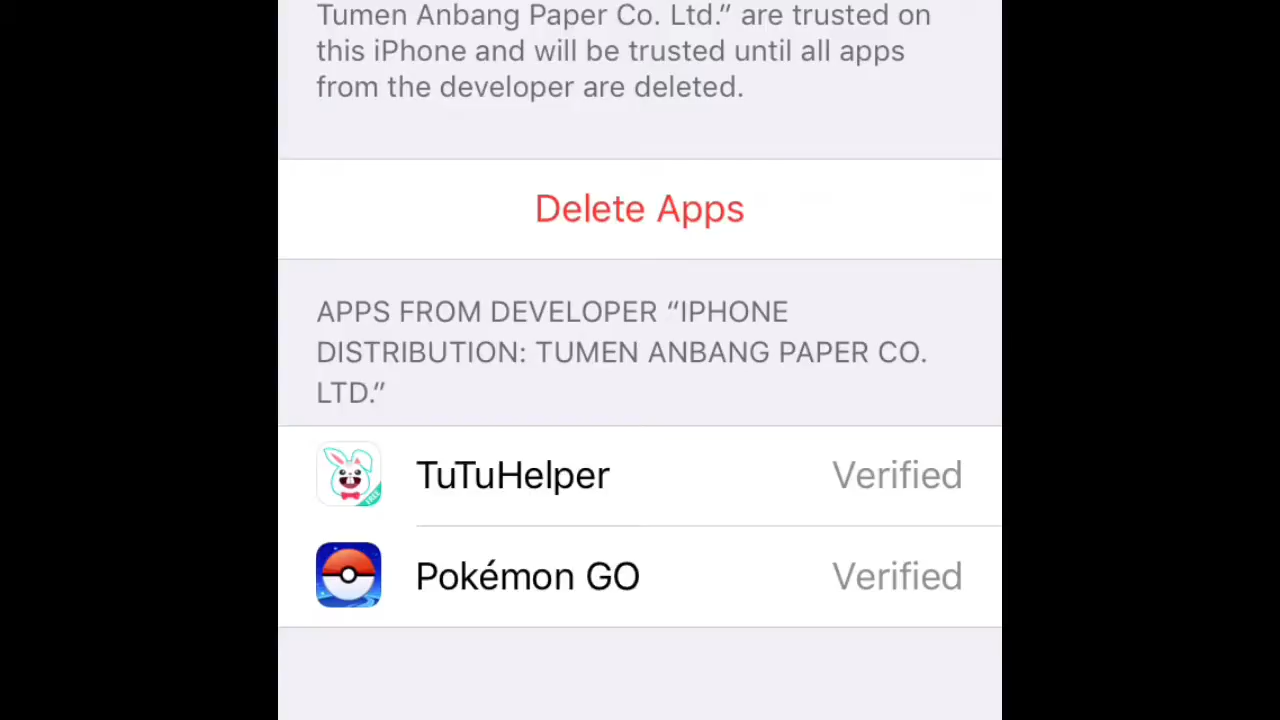 Tumen Anbang Paper Co. Ltd.” are trusted on
this iPhone and will be trusted until all apps
from the developer are deleted.
Delete Apps
APPS FROM DEVELOPER “IPHONE
DISTRIBUTION: TUMEN ANBANG PAPER CO.
LTD.”
FREE
TuTuHelper Verified
Pokémon GO Verified